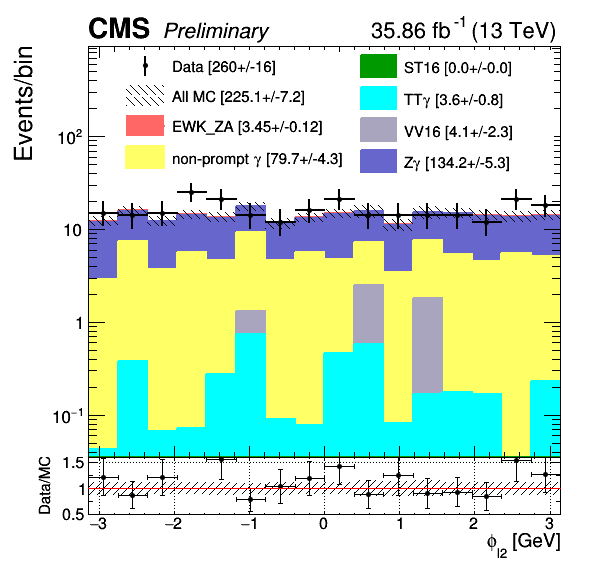 CMS Preliminary 35.86 fb⁻¹ (13 TeV)
Events/bin
Data [260+/-16]
All MC [225.1+/-7.2]
EWK_ZA [3.45+/-0.12]
non-prompt γ [79.7+/-4.3]
ST16 [0.0+/-0.0]
TTγ [3.6+/-0.8]
VV16 [4.1+/-2.3]
Zγ [134.2+/-5.3]
10²
10
1
10⁻¹
Data/MC
1.5
1
0.5
−3 −2 −1 0 1 2 3
ϕl2 [GeV]